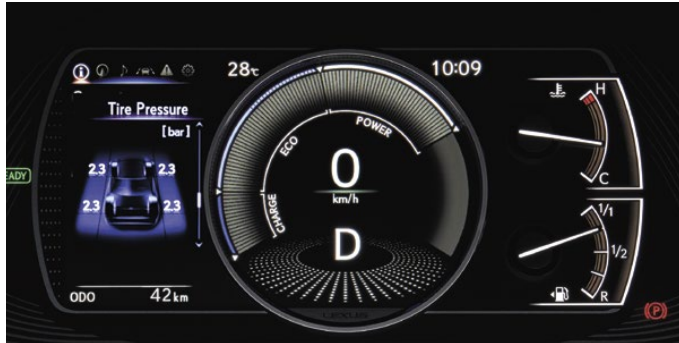 28℃
10:09
H
Tire Pressure
[bar]
POWER
ECO
2.3
2.3
0
C
EADY
km/h
CHARGE
2.3
2.3
1/1
D
1/2
ODO
42km
R
(P)
LEXUS